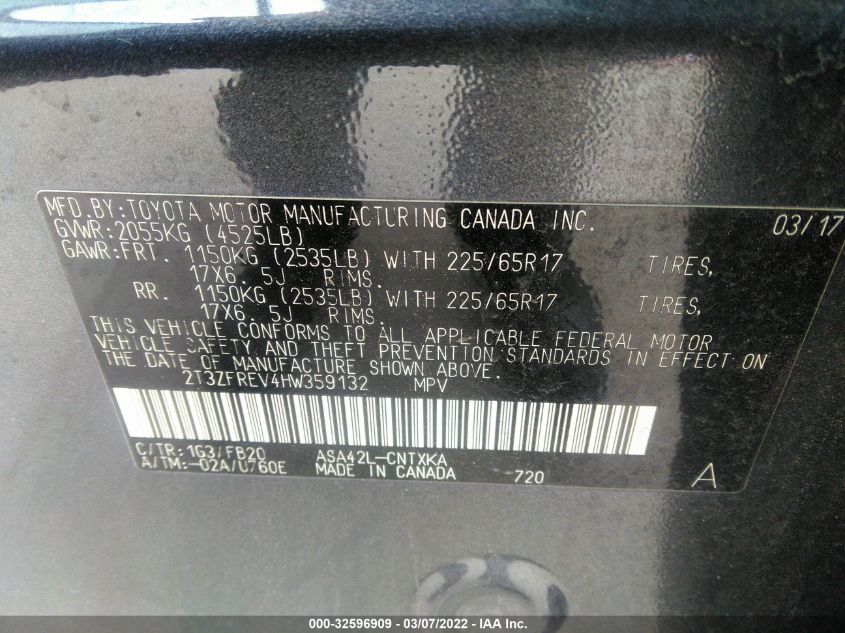 MFD.BY:TOYOTA MOTOR MANUFACTURING CANADA INC. 03/17
GVWR:2055KG (4525LB)
GAWR:FRT. 1150KG (2535LB) WITH 225/65R17 TIRES,
17X6. 5J RIMS.
RR. 1150KG (2535LB) WITH 225/65R17 TIRES,
17X6. 5J RIMS.
THIS VEHICLE CONFORMS TO ALL APPLICABLE FEDERAL MOTOR
VEHICLE SAFETY AND THEFT PREVENTION STANDARDS IN EFFECT ON
THE DATE OF MANUFACTURE SHOWN ABOVE.
2T3ZFREV4HW359132 MPV
C/TR:1G3/FB20 ASA42L-CNTXKA
A/TM:-02A/U760E MADE IN CANADA 720 A
000-32596909 - 03/07/2022 - IAA Inc.